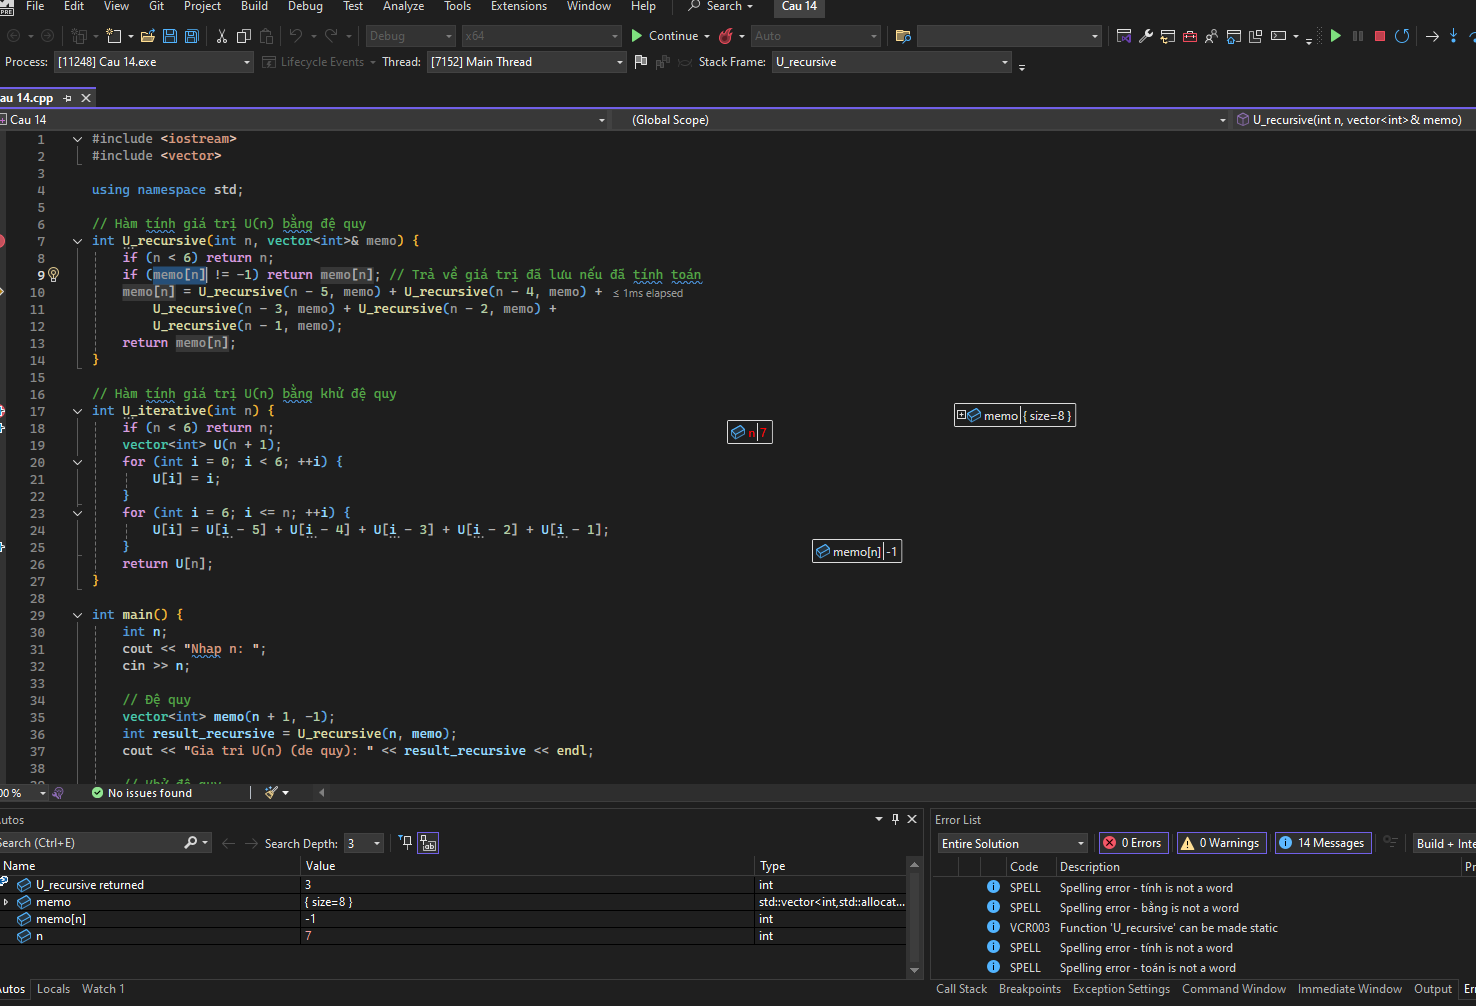 PRE File Edit View Git Project Build Debug Test Analyze Tools Extensions Window Help Search Cau 14
Debug x64 Continue Auto
Process: [11248] Cau 14.exe Lifecycle Events Thread: [7152] Main Thread Stack Frame: U_recursive
au 14.cpp
Cau 14 (Global Scope) U_recursive(int n, vector<int>& memo)
1 #include <iostream>
2 #include <vector>
3
4 using namespace std;
5
6 // Hàm tính giá trị U(n) bằng đệ quy
7 int U_recursive(int n, vector<int>& memo) {
8 if (n < 6) return n;
9 if (memo[n] != -1) return memo[n]; // Trả về giá trị đã lưu nếu đã tính toán
10 memo[n] = U_recursive(n - 5, memo) + U_recursive(n - 4, memo) + ≤ 1ms elapsed
11 U_recursive(n - 3, memo) + U_recursive(n - 2, memo) +
12 U_recursive(n - 1, memo);
13 return memo[n];
14 }
15
16 // Hàm tính giá trị U(n) bằng khử đệ quy
17 int U_iterative(int n) {
18 if (n < 6) return n;
19 vector<int> U(n + 1);
20 for (int i = 0; i < 6; ++i) {
21 U[i] = i;
22 }
23 for (int i = 6; i <= n; ++i) {
24 U[i] = U[i - 5] + U[i - 4] + U[i - 3] + U[i - 2] + U[i - 1];
25 }
26 return U[n];
27 }
28
29 int main() {
30 int n;
31 cout << "Nhap n: ";
32 cin >> n;
33
34 // Đệ quy
35 vector<int> memo(n + 1, -1);
36 int result_recursive = U_recursive(n, memo);
37 cout << "Gia tri U(n) (de quy): " << result_recursive << endl;
38
memo { size=8 }
n 7
memo[n] -1
00 % No issues found
utos
earch (Ctrl+E) Search Depth: 3
Name Value Type
U_recursive returned 3 int
memo { size=8 } std::vector<int,std::allocat...
memo[n] -1 int
n 7 int
Autos Locals Watch 1
Error List
Entire Solution 0 Errors 0 Warnings 14 Messages Build + Inte
Code Description Pr
SPELL Spelling error - tính is not a word
SPELL Spelling error - bằng is not a word
VCR003 Function 'U_recursive' can be made static
SPELL Spelling error - tính is not a word
SPELL Spelling error - toán is not a word
Call Stack Breakpoints Exception Settings Command Window Immediate Window Output Er